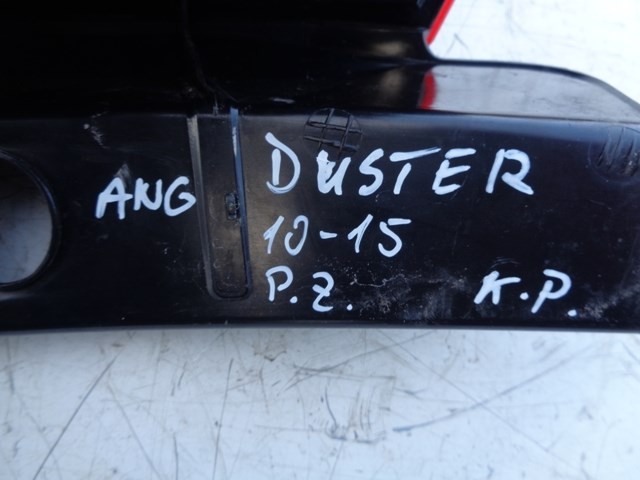 ANG DUSTER
10-15
P.Z. K.P.